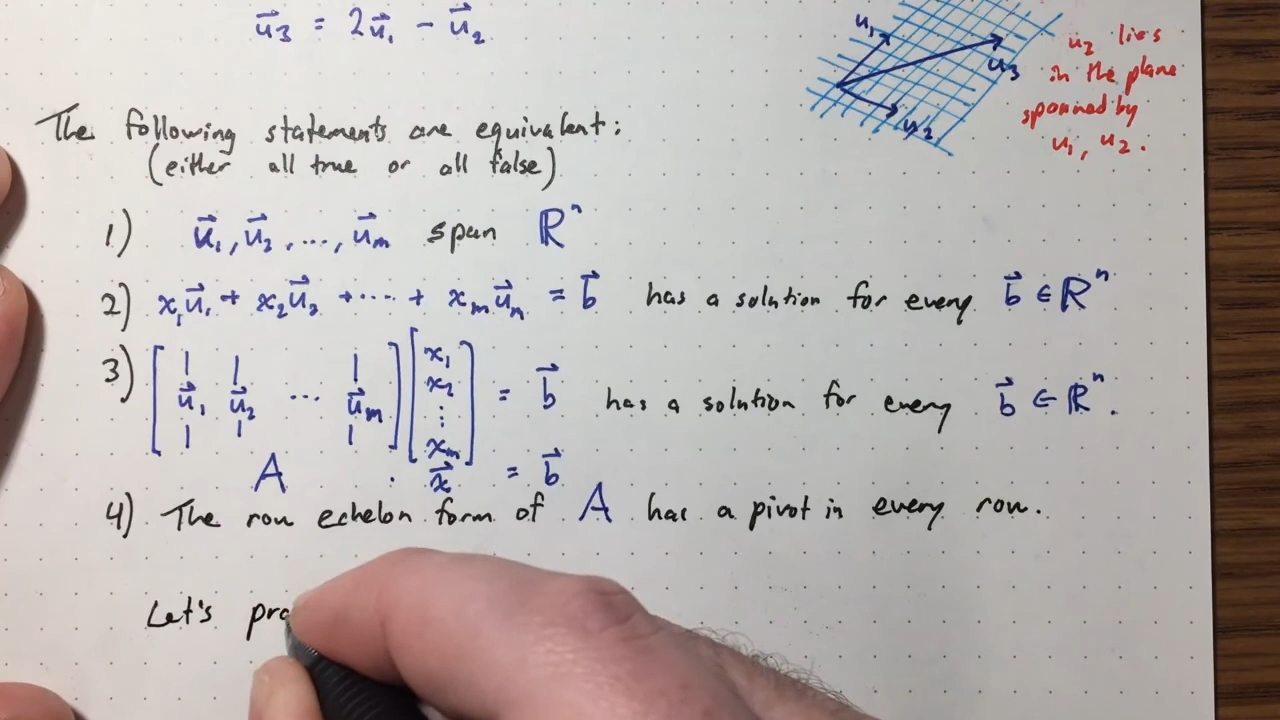 u⃗₃ = 2u⃗₁ - u⃗₂
u₁
u₃
u₂
u₂ lies
in the plane
spanned by
u₁, u₂.
The following statements are equivalent:
(either all true or all false)
1) u⃗₁, u⃗₂, ..., u⃗ₘ span ℝⁿ
2) x₁u⃗₁ + x₂u⃗₂ + ···· + xₘu⃗ₙ = b⃗ has a solution for every b⃗ ∈ ℝⁿ
3) [u⃗₁ u⃗₂ ... u⃗ₘ] [x₁ x₂ ⋮ xₘ] = b⃗ has a solution for every b⃗ ∈ ℝⁿ.
A · x⃗ = b⃗
4) The row echelon form of A has a pivot in every row.
Let's pro